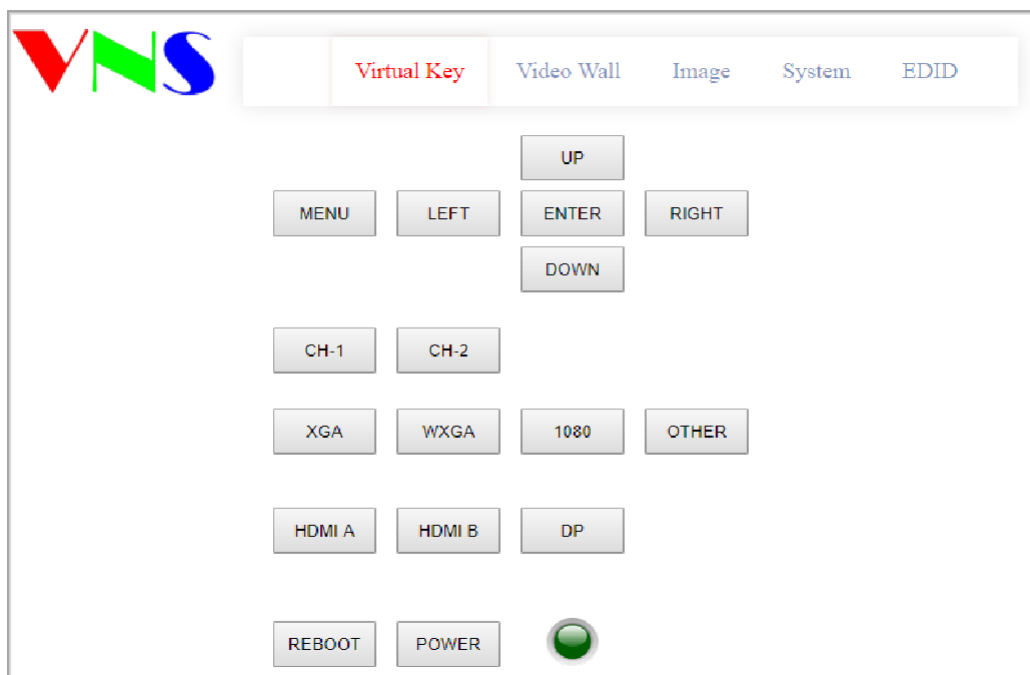 VNS
Virtual Key Video Wall Image System EDID
UP
MENU LEFT ENTER RIGHT
DOWN
CH-1 CH-2
XGA WXGA 1080 OTHER
HDMI A HDMI B DP
REBOOT POWER